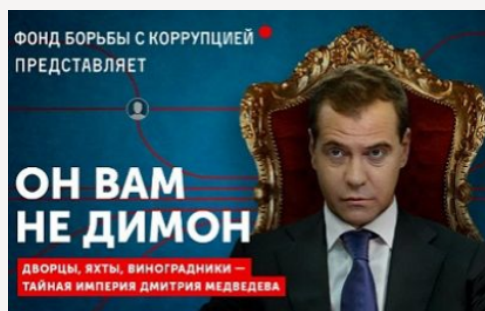 ФОНД БОРЬБЫ С КОРРУПЦИЕЙ
ПРЕДСТАВЛЯЕТ
ОН ВАМ
НЕ ДИМОН
ДВОРЦЫ, ЯХТЫ, ВИНОГРАДНИКИ —
ТАЙНАЯ ИМПЕРИЯ ДМИТРИЯ МЕДВЕДЕВА